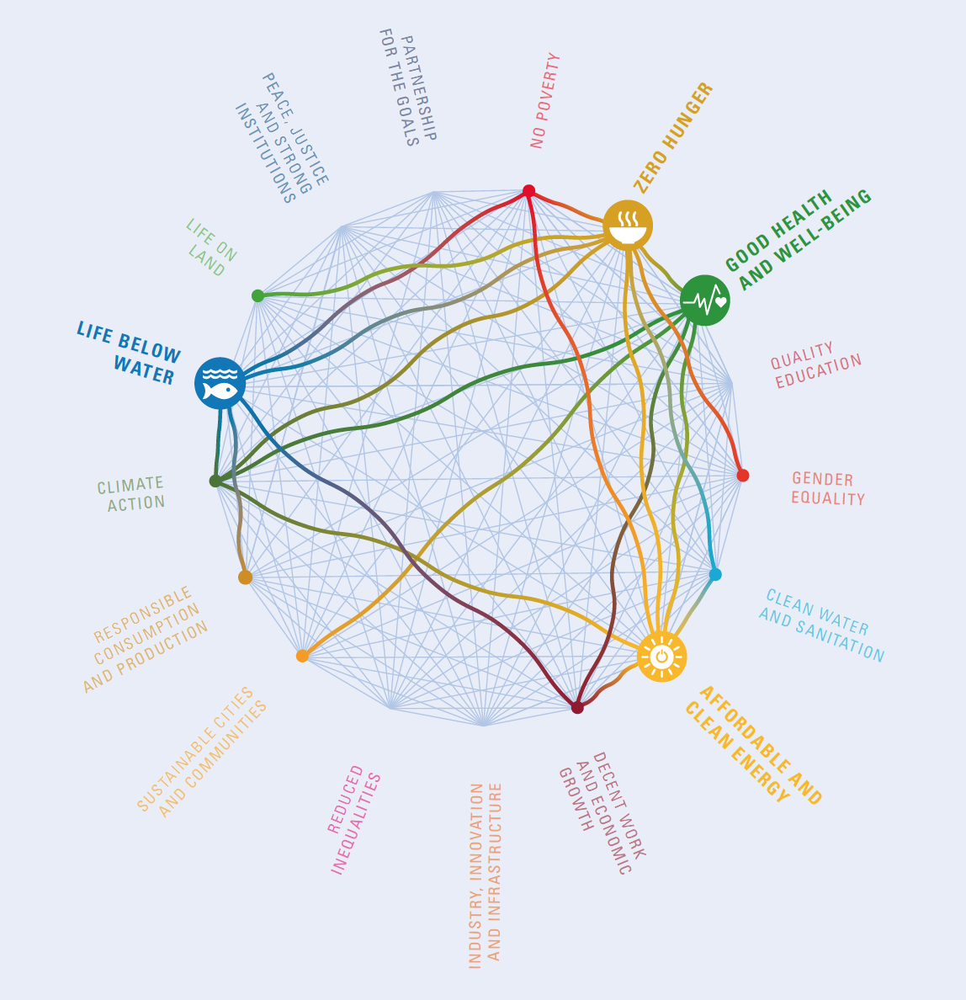 NO POVERTY
ZERO HUNGER
GOOD HEALTH
AND WELL-BEING
QUALITY
EDUCATION
GENDER
EQUALITY
CLEAN WATER
AND SANITATION
AFFORDABLE AND
CLEAN ENERGY
DECENT WORK
AND ECONOMIC
GROWTH
INDUSTRY, INNOVATION
AND INFRASTRUCTURE
REDUCED
INEQUALITIES
SUSTAINABLE CITIES
AND COMMUNITIES
RESPONSIBLE
CONSUMPTION
AND PRODUCTION
CLIMATE
ACTION
LIFE BELOW
WATER
LIFE ON
LAND
PEACE, JUSTICE
AND STRONG
INSTITUTIONS
PARTNERSHIP
FOR THE GOALS